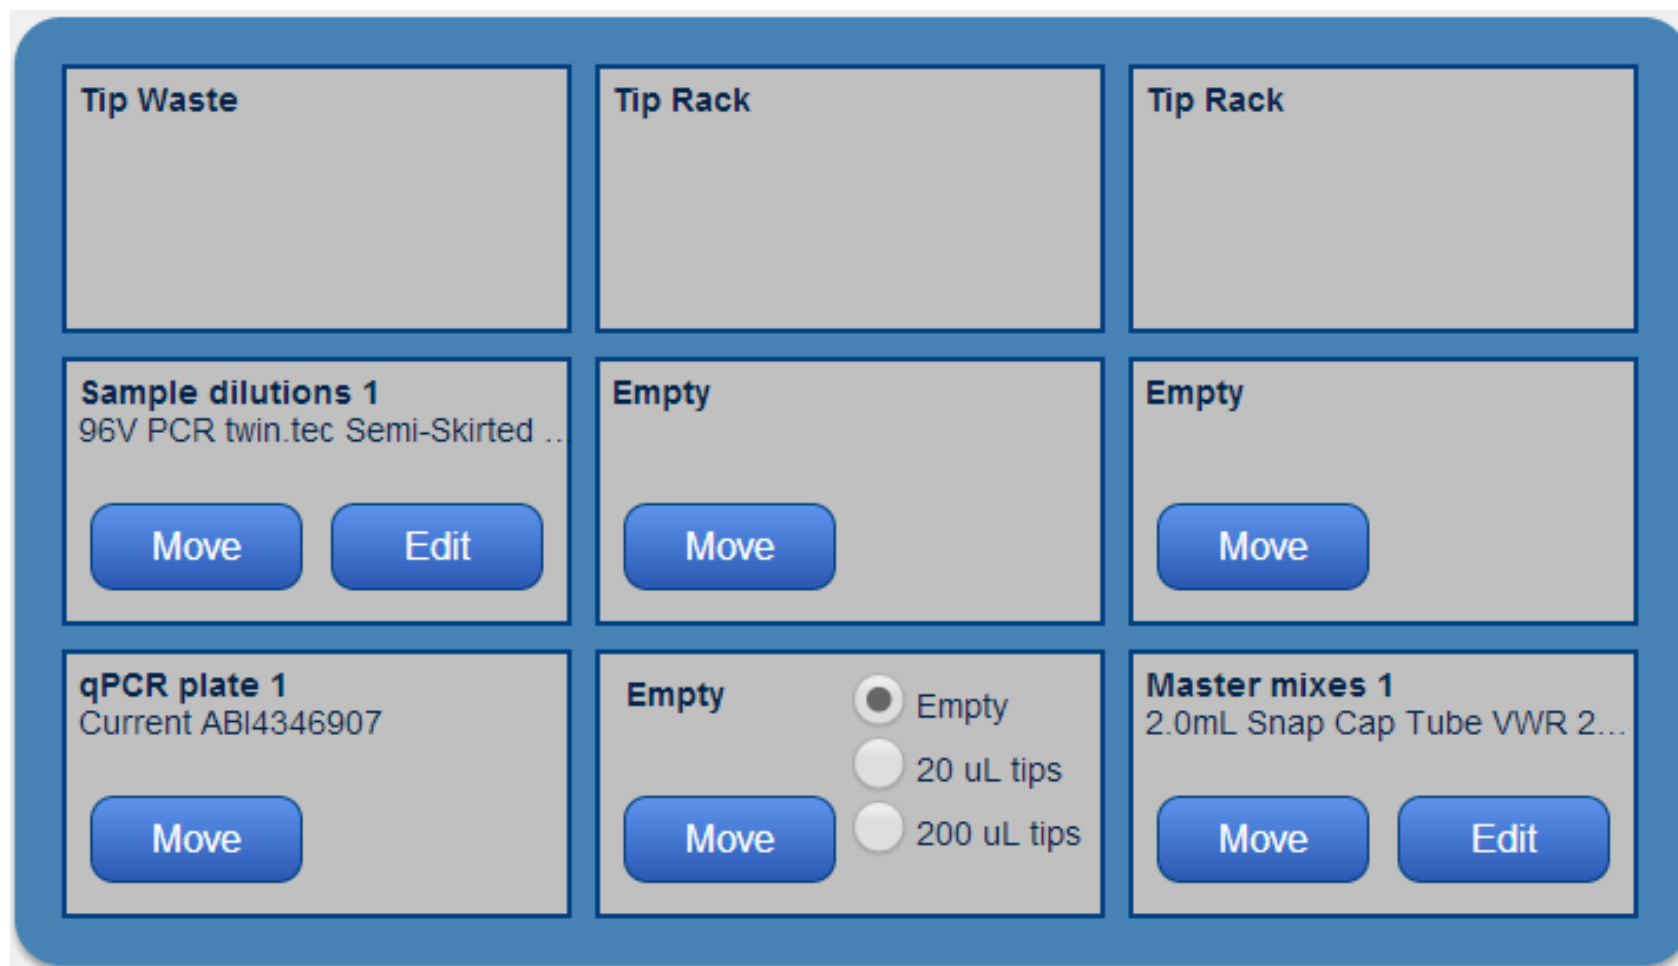 Tip Waste
Tip Rack
Tip Rack
Sample dilutions 1
96V PCR twin.tec Semi-Skirted ...
Move
Edit
Empty
Move
Empty
Move
qPCR plate 1
Current ABI4346907
Move
Empty
Empty
20 uL tips
200 uL tips
Move
Master mixes 1
2.0mL Snap Cap Tube VWR 2...
Move
Edit